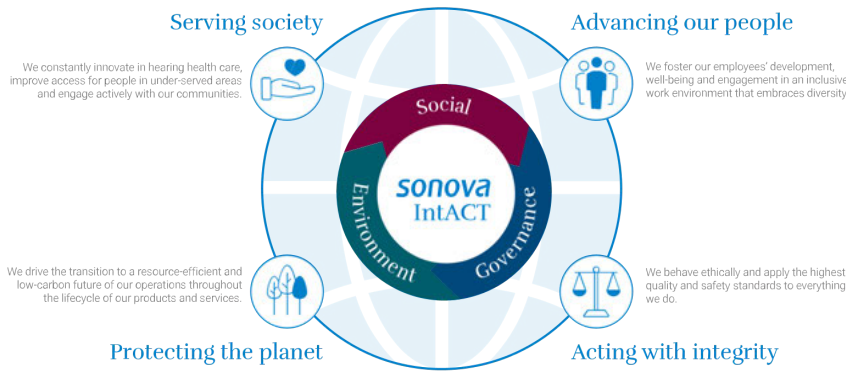 Serving society
We constantly innovate in hearing health care,
improve access for people in under-served areas
and engage actively with our communities.
Advancing our people
We foster our employees' development,
well-being and engagement in an inclusive
work environment that embraces diversity
Social
Environment
Governance
sonova
IntACT
We drive the transition to a resource-efficient and
low-carbon future of our operations throughout
the lifecycle of our products and services.
Protecting the planet
We behave ethically and apply the highest
quality and safety standards to everything
we do.
Acting with integrity